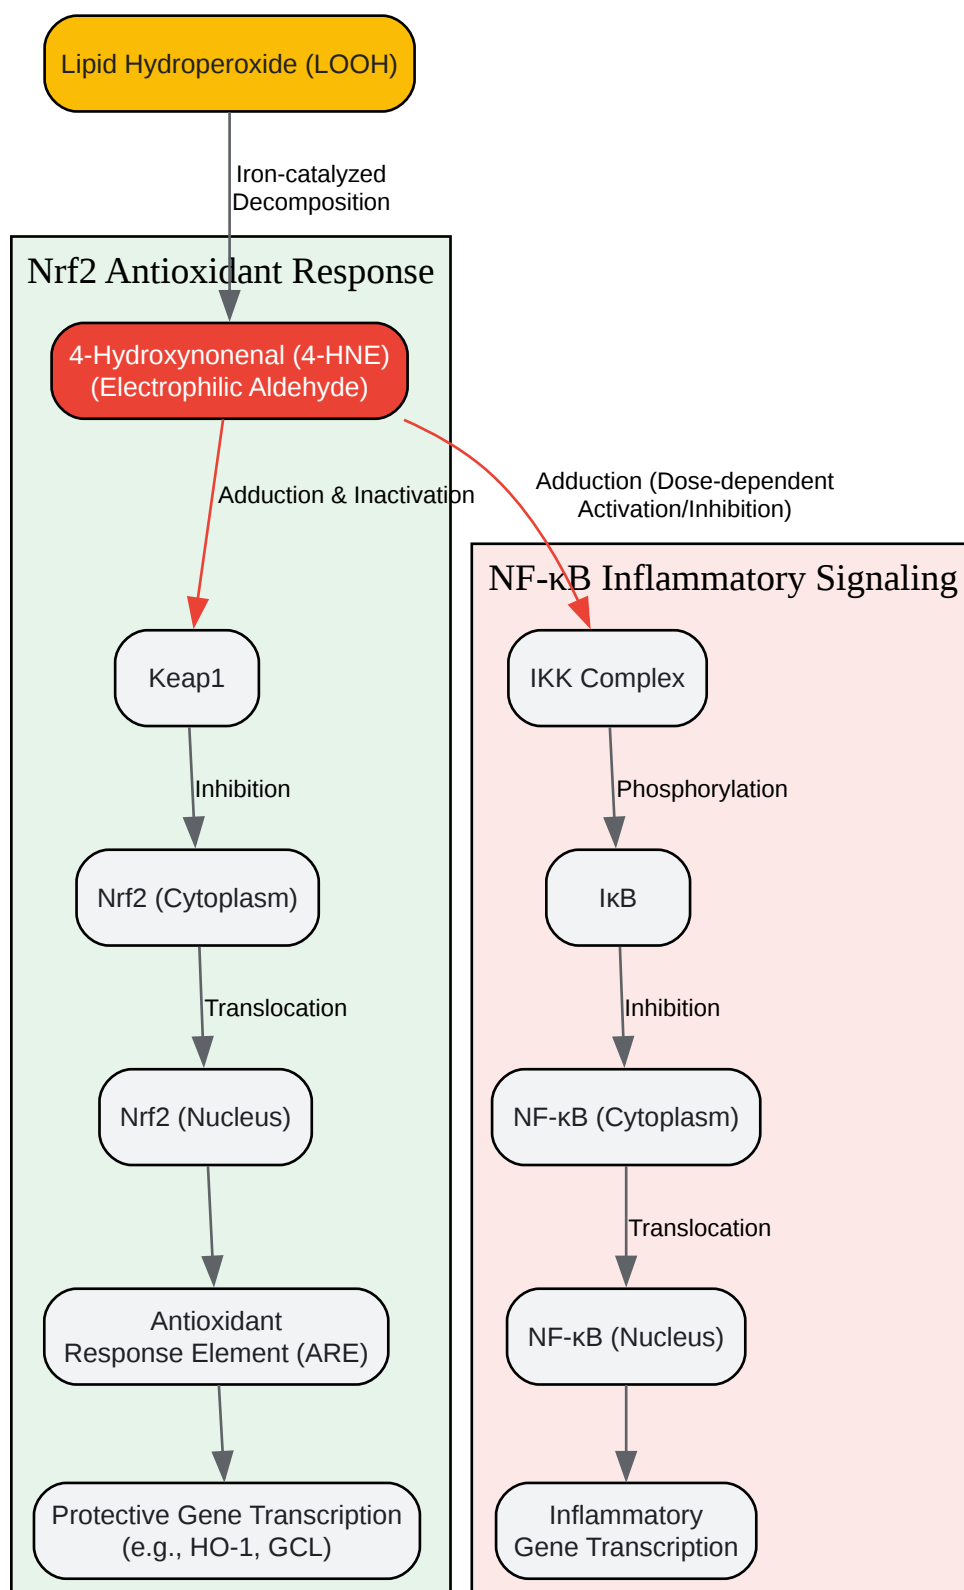 Lipid Hydroperoxide (LOOH)
Iron-catalyzed
Decomposition
Nrf2 Antioxidant Response
4-Hydroxynonenal (4-HNE)
(Electrophilic Aldehyde)
Adduction & Inactivation
Adduction (Dose-dependent
Activation/Inhibition)
NF-κB Inflammatory Signaling
Keap1
IKK Complex
Inhibition
Phosphorylation
Nrf2 (Cytoplasm)
IκB
Translocation
Inhibition
Nrf2 (Nucleus)
NF-κB (Cytoplasm)
Translocation
Antioxidant
Response Element (ARE)
NF-κB (Nucleus)
Protective Gene Transcription
(e.g., HO-1, GCL)
Inflammatory
Gene Transcription